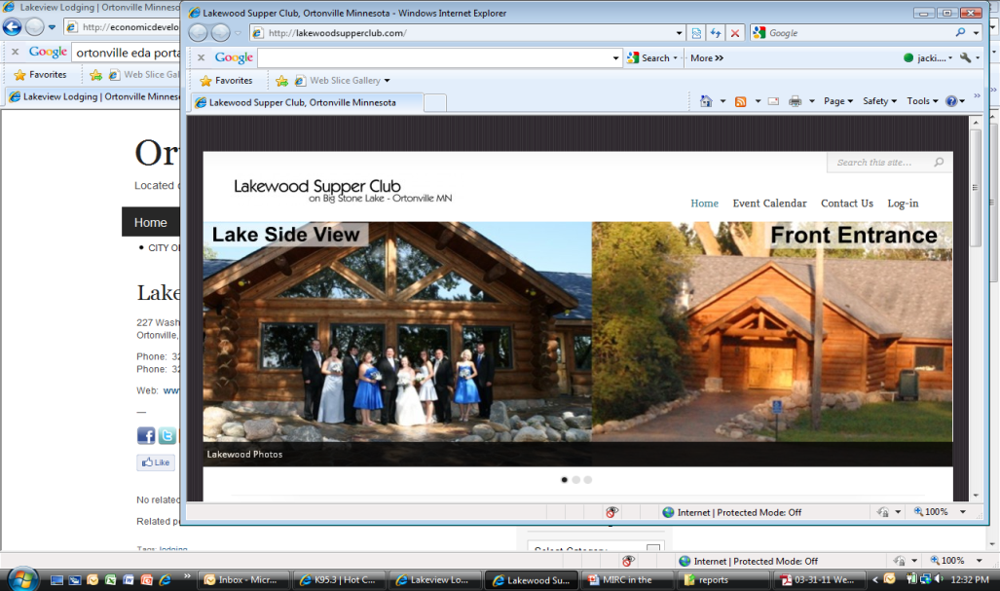 Lakeview Lodging | Ortonville Minnes
http://economicdevelo
Google
ortonville eda porta
Favorites
Web Slice Gal
Lakeview Lodging | Ortonville Minnes
Located
Home
227 Wash
Ortonville,
Phone: 32
Phone: 32
Web: www
Like
No related
Related
Tags: lodging
Lakewood Supper Club, Ortonville Minnesota - Windows Internet Explorer
http://lakewoodsupperclub.com/
Google
Google
Search
More »
jacki....
Favorites
Web Slice Gallery
Lakewood Supper Club, Ortonville Minnesota
Page
Safety
Tools
Search this site...
Lakewood Supper Club
on Big Stone Lake - Ortonville MN
Home Event Calendar Contact Us Log-in
Lake Side View
Front Entrance
Lakewood Photos
Internet | Protected Mode: Off
100%
Select Category
Internet | Protected Mode: Off
100%
Inbox - Micr...
K95.3 | Hot C...
Lakeview Lo...
Lakewood Su...
MIRC in the
reports
03-31-11 We...
12:32 PM